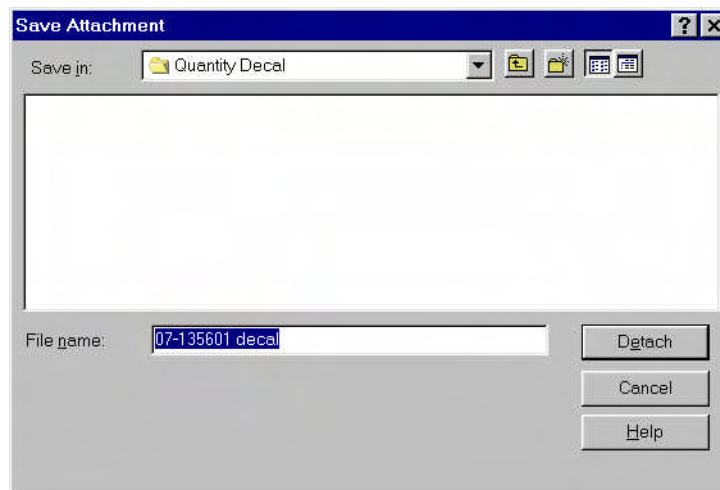 Save Attachment
Save in: Quantity Decal
File name: 07-135601 decal
Detach
Cancel
Help